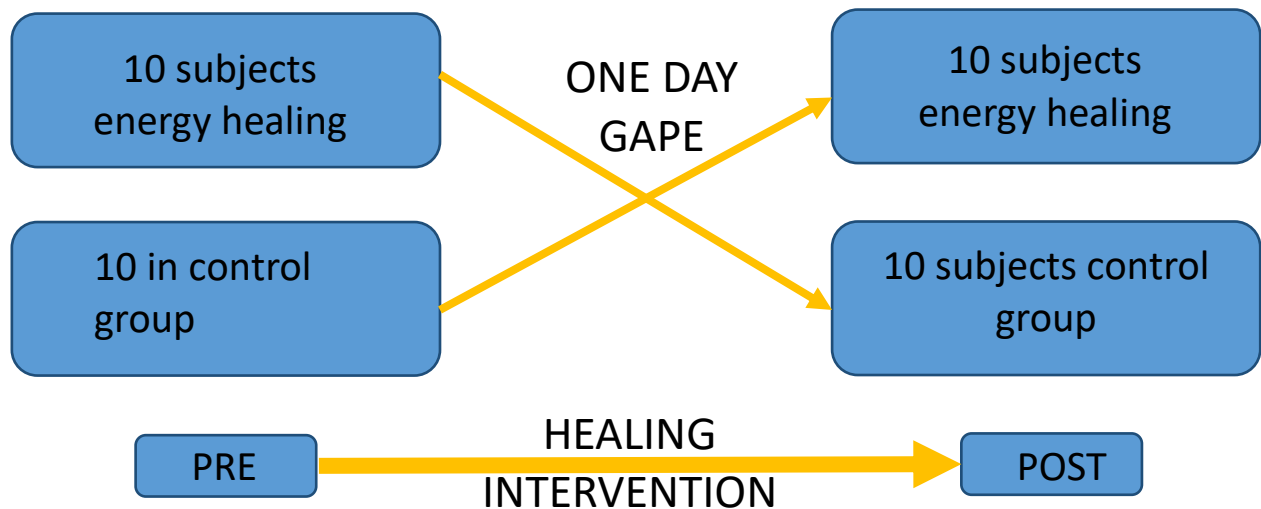 10 subjects
energy healing
ONE DAY
GAPE
10 subjects
energy healing
10 in control
group
10 subjects control
group
PRE
HEALING
INTERVENTION
POST